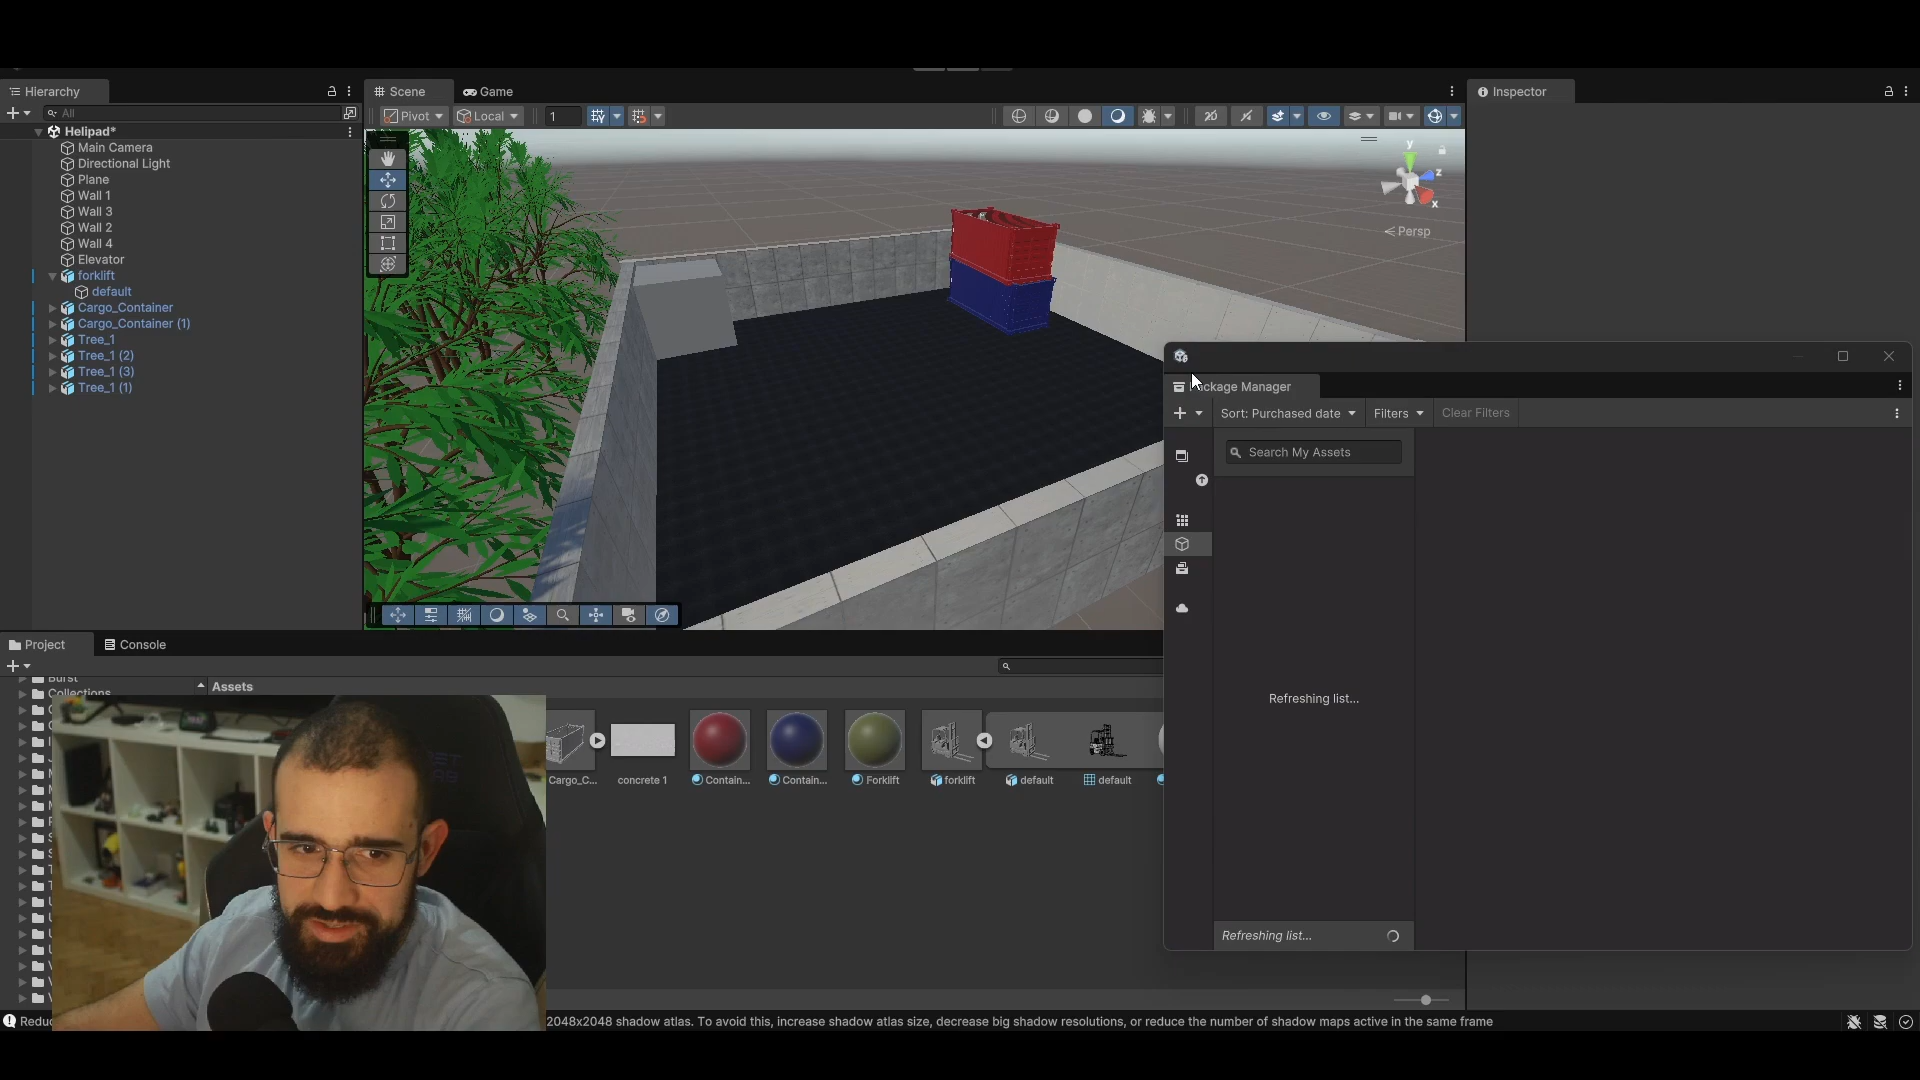 Hierarchy
Scene
Game
Inspector
All
Pivot
Local
1
2D
Helipad*
Main Camera
Directional Light
Plane
Wall 1
Wall 3
Wall 2
Wall 4
Elevator
forklift
default
Cargo_Container
Cargo_Container (1)
Tree_1
Tree_1 (2)
Tree_1 (3)
Tree_1 (1)
y
z
x
Persp
Package Manager
Sort: Purchased date
Filters
Clear Filters
Search My Assets
Refreshing list...
Refreshing list...
Project
Console
Burst
Collections
Assets
Cargo_C...
concrete 1
Contain...
Contain...
Forklift
forklift
default
default
2048x2048 shadow atlas. To avoid this, increase shadow atlas size, decrease big shadow resolutions, or reduce the number of shadow maps active in the same frame